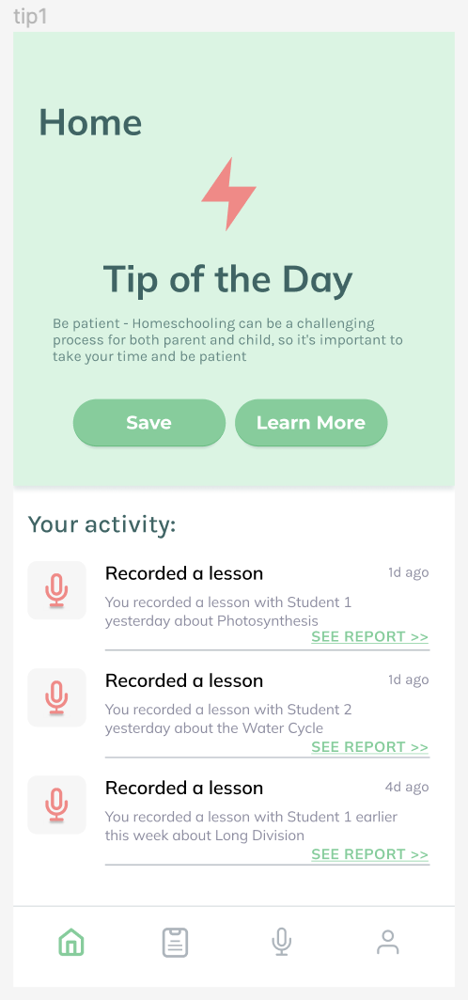 tip1
Home
Tip of the Day
Be patient - Homeschooling can be a challenging
process for both parent and child, so it's important to
take your time and be patient
Save
Learn More
Your activity:
Recorded a lesson
1d ago
You recorded a lesson with Student 1
yesterday about Photosynthesis
SEE REPORT >>
Recorded a lesson
1d ago
You recorded a lesson with Student 2
yesterday about the Water Cycle
SEE REPORT >>
Recorded a lesson
4d ago
You recorded a lesson with Student 1 earlier
this week about Long Division
SEE REPORT >>